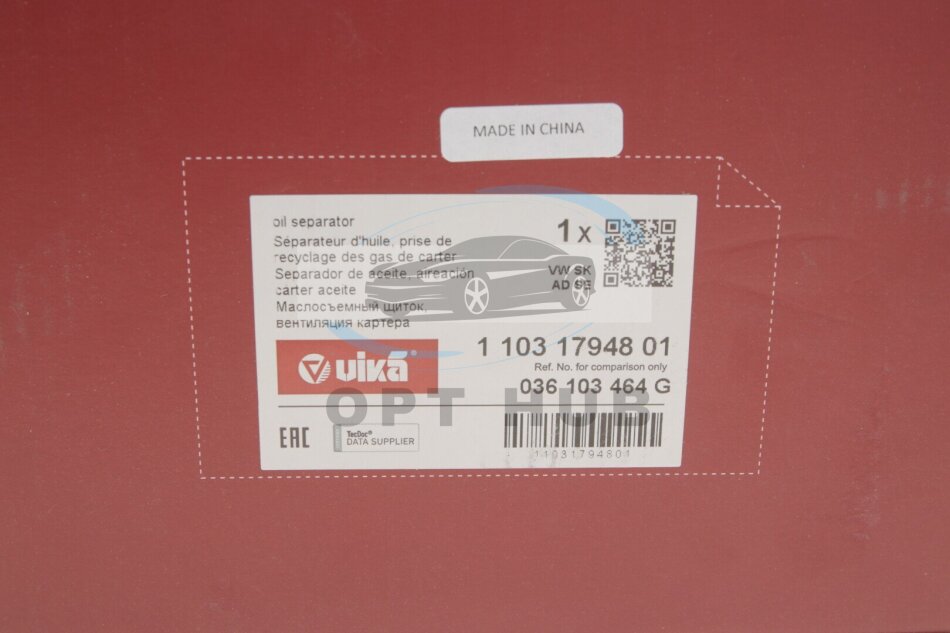 MADE IN CHINA
oil separator
Séparateur d'huile, prise de
recyclage des gas de carter
Separador de aceite, aireación
carter aceite
Маслосъемный щиток,
вентиляция картера
1 x
VW SK
AD SE
vika
1 103 17948 01
Ref. No. for comparison only
036 103 464 G
OPT HUB
EAC
TecDoc®
DATA SUPPLIER
11031794801